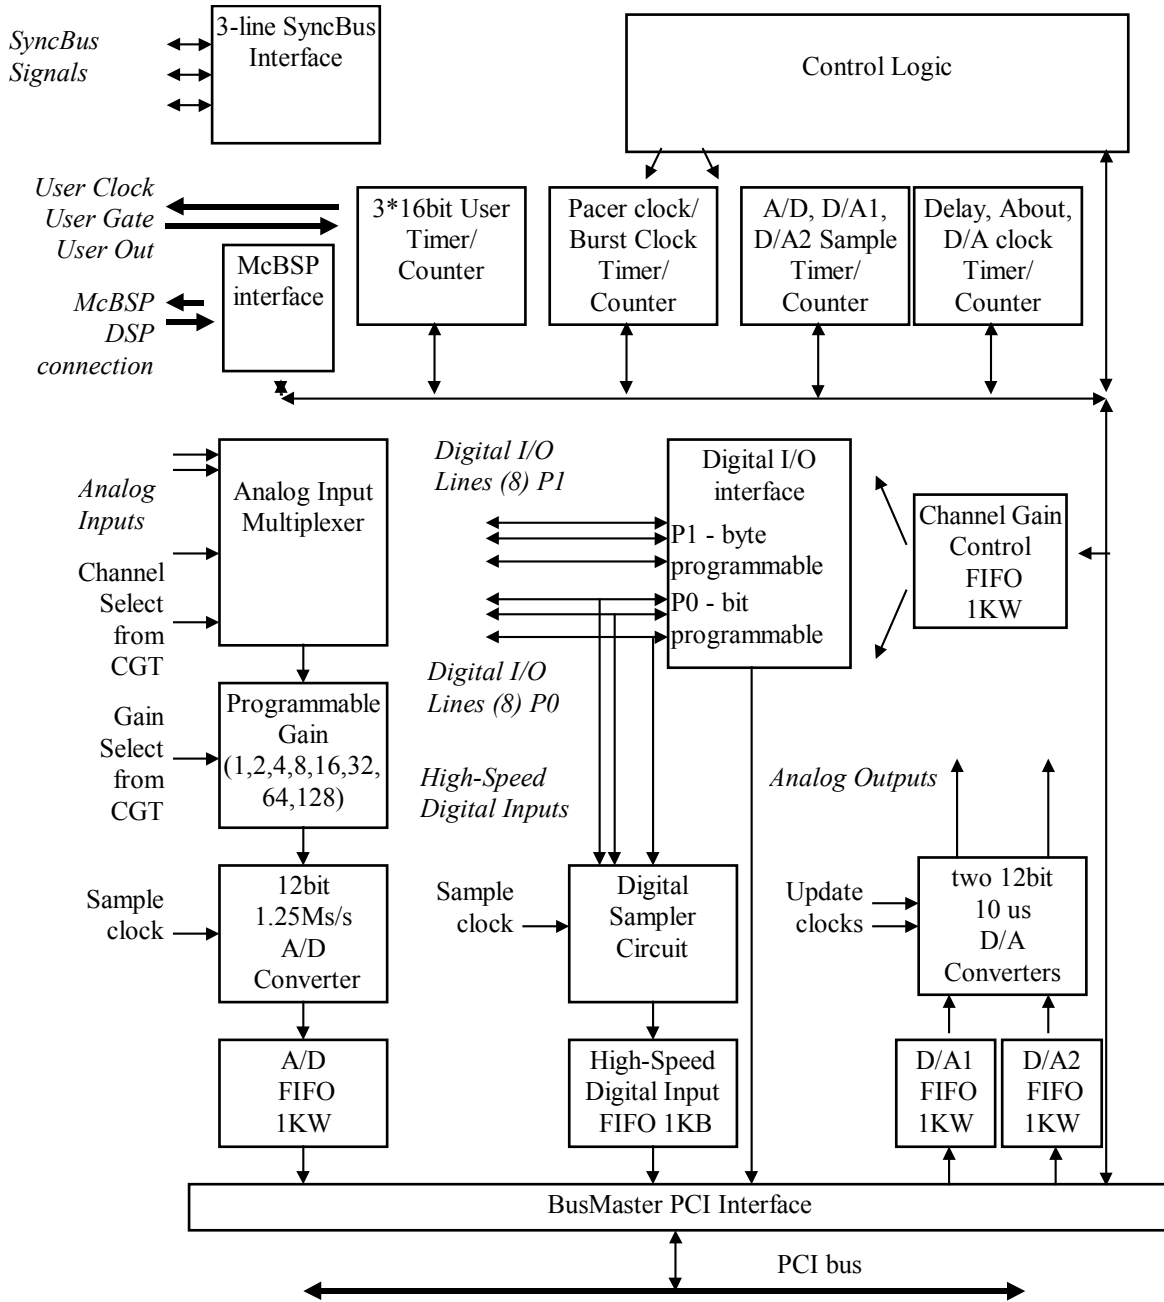 SyncBus
Signals
3-line SyncBus
Interface
Control Logic
User Clock
User Gate
User Out
3*16bit User
Timer/
Counter
Pacer clock/
Burst Clock
Timer/
Counter
A/D, D/A1,
D/A2 Sample
Timer/
Counter
Delay, About,
D/A clock
Timer/
Counter
McBSP
interface
McBSP
DSP
connection
Analog
Inputs
Analog Input
Multiplexer
Channel
Select
from
CGT
Digital I/O
Lines (8) P1
Digital I/O
interface
P1 - byte
programmable
P0 - bit
programmable
Channel Gain
Control
FIFO
1KW
Digital I/O
Lines (8) P0
Gain
Select
from
CGT
Programmable
Gain
(1,2,4,8,16,32,
64,128)
High-Speed
Digital Inputs
Analog Outputs
Sample
clock
12bit
1.25Ms/s
A/D
Converter
Sample
clock
Digital
Sampler
Circuit
Update
clocks
two 12bit
10 us
D/A
Converters
A/D
FIFO
1KW
High-Speed
Digital Input
FIFO 1KB
D/A1
FIFO
1KW
D/A2
FIFO
1KW
BusMaster PCI Interface
PCI bus